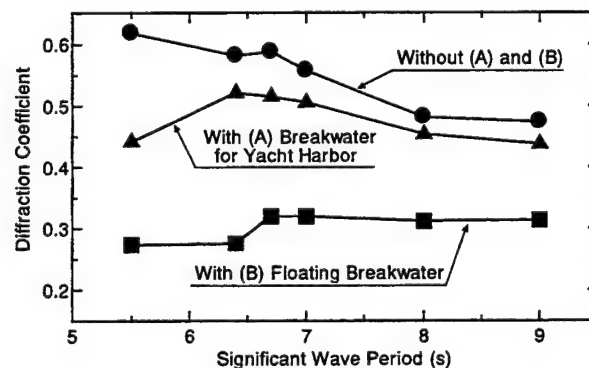 0.6
0.5
0.4
0.3
0.2
Diffraction Coefficient
Without (A) and (B)
With (A) Breakwater
for Yacht Harbor
With (B) Floating Breakwater
5
6
7
8
9
Significant Wave Period (s)